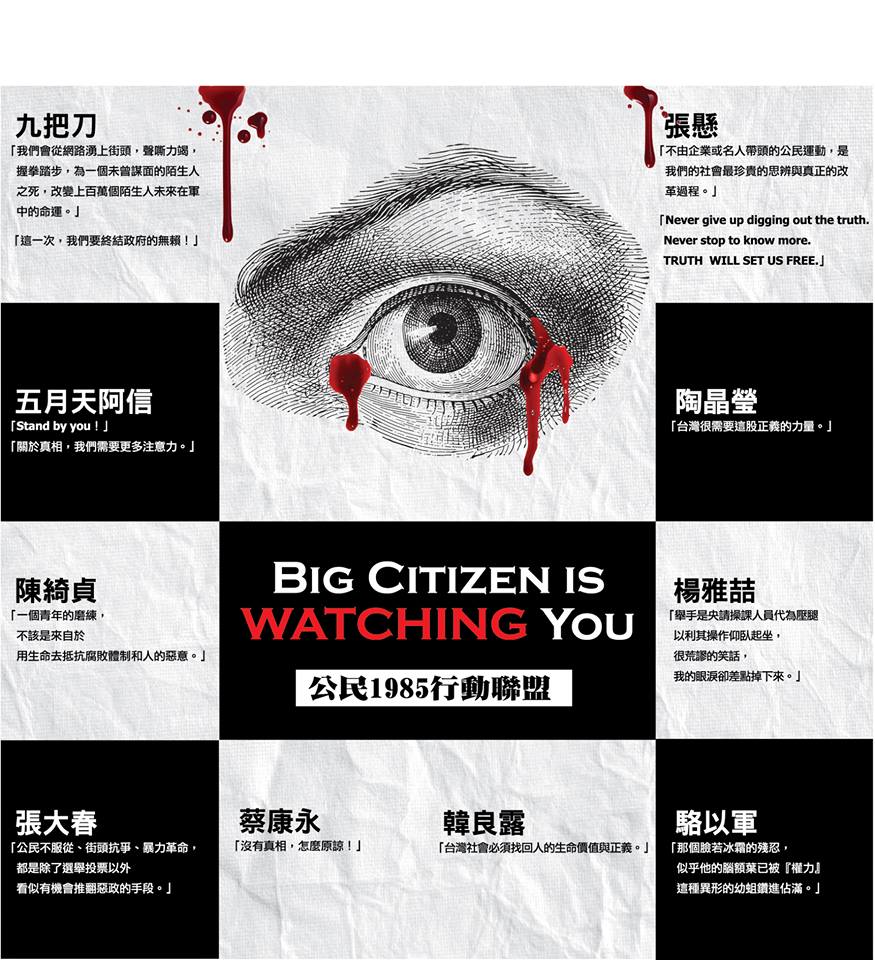 九把刀
「我們會從網路湧上街頭，聲嘶力竭，
握拳踏步，為一個未曾謀面的陌生人
之死，改變上百萬個陌生人未來在軍
中的命運。」
「這一次，我們要終結政府的無賴！」
張懸
「不由企業或名人帶頭的公民運動，是
我們的社會最珍貴的思辨與真正的改
革過程。」
「Never give up digging out the truth.
Never stop to know more.
TRUTH WILL SET US FREE.」
五月天阿信
「Stand by you！」
「關於真相，我們需要更多注意力。」
陶晶瑩
「台灣很需要這股正義的力量。」
陳綺貞
「一個青年的磨練，
不該是來自於
用生命去抵抗腐敗體制和人的惡意。」
BIG CITIZEN IS
WATCHING YOU
公民1985行動聯盟
楊雅喆
「舉手是央請操課人員代為壓腿
以利其操作仰臥起坐，
很荒謬的笑話，
我的眼淚卻差點掉下來。」
張大春
「公民不服從、街頭抗爭、暴力革命，
都是除了選舉投票以外
看似有機會推翻惡政的手段。」
蔡康永
「沒有真相，怎麼原諒！」
韓良露
「台灣社會必須找回人的生命價值與正義。」
駱以軍
「那個臉若冰霜的殘忍，
似乎他的腦額葉已被『權力』
這種異形的幼蛆鑽進佔滿。」